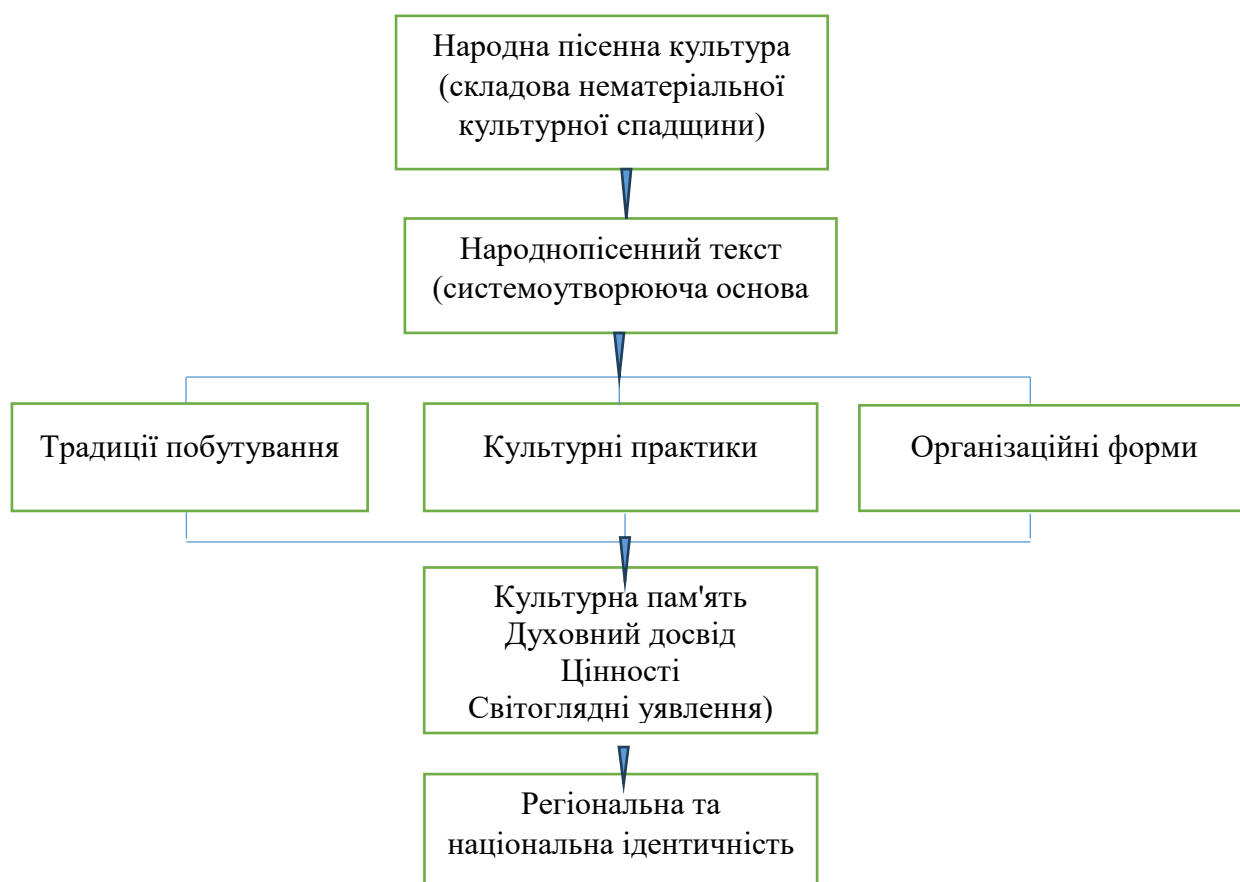 Народна пісенна культура
(складова нематеріальної
культурної спадщини)
Народнопісенний текст
(системоутворююча основа
Традиції побутування
Культурні практики
Організаційні форми
Культурна пам'ять
Духовний досвід
Цінності
Світоглядні уявлення)
Регіональна та
національна ідентичність